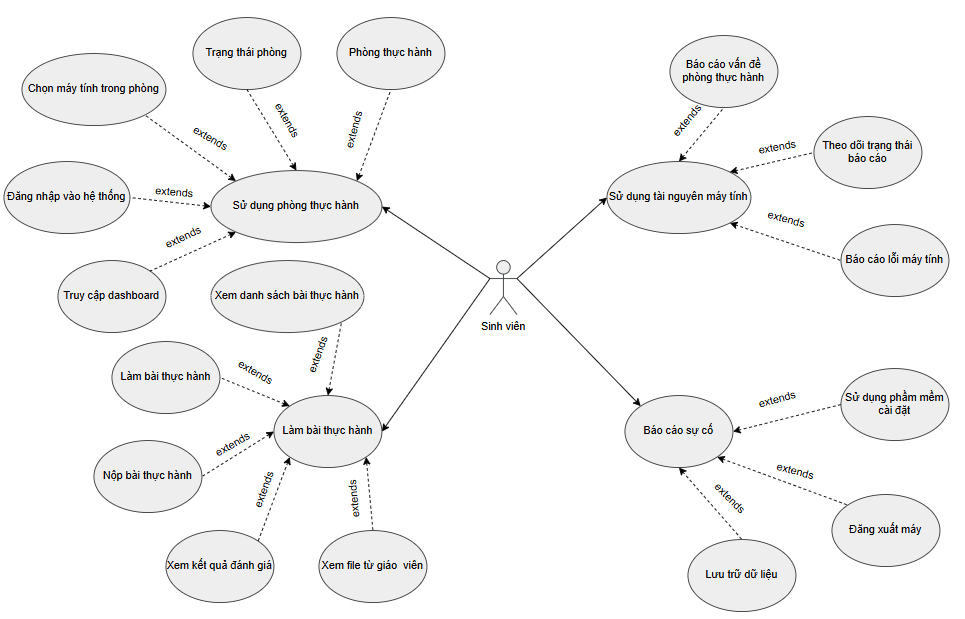 Trạng thái phòng
Phòng thực hành
Báo cáo vấn đề
phòng thực hành
Chọn máy tính trong phòng
extends
extends
extends
extends
extends
Theo dõi trạng thái
báo cáo
Đăng nhập vào hệ thống
extends
Sử dụng phòng thực hành
Sử dụng tài nguyên máy tính
extends
extends
Báo cáo lỗi máy tính
Truy cập dashboard
Xem danh sách bài thực hành
Sinh viên
extends
Làm bài thực hành
extends
extends
Sử dụng phầm mềm
cài đặt
Làm bài thực hành
Báo cáo sự cố
extends
Nộp bài thực hành
extends
extends
extends
extends
Đăng xuất máy
Xem kết quả đánh giá
Xem file từ giáo viên
Lưu trữ dữ liệu